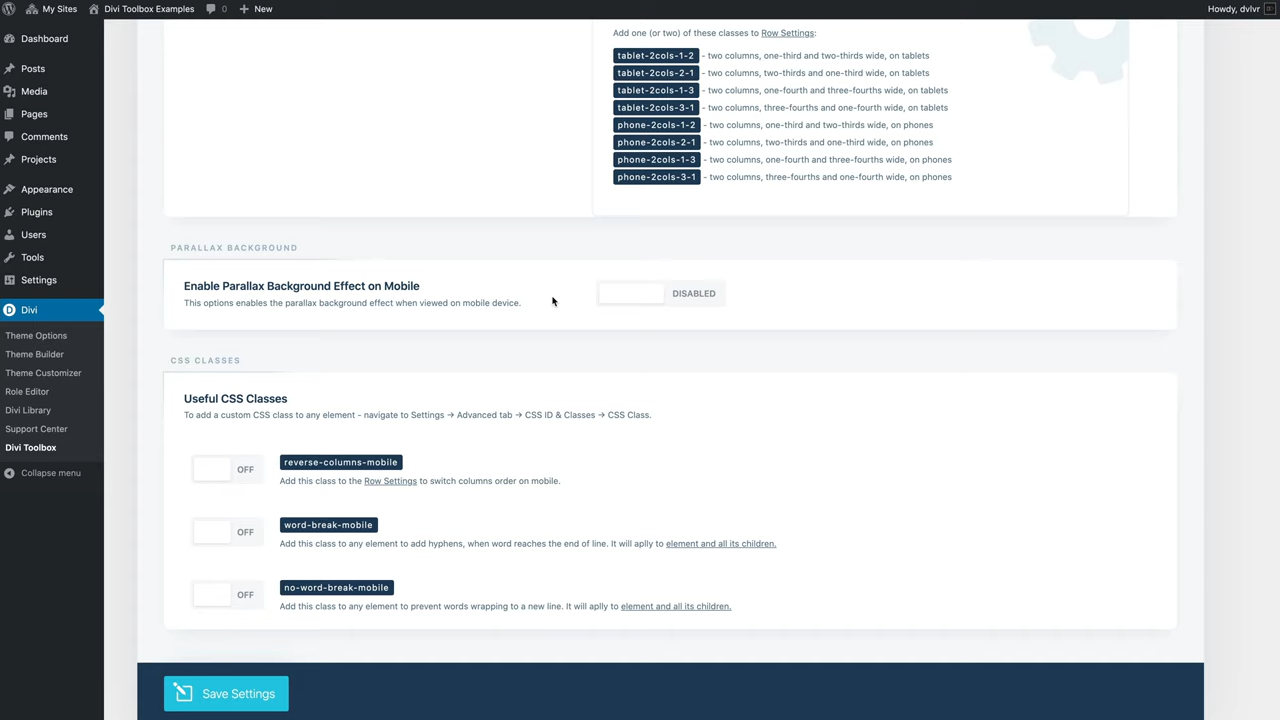 My Sites
Divi Toolbox Examples
0
New
Howdy, dvlvr
Dashboard
Posts
Media
Pages
Comments
Projects
Appearance
Plugins
Users
Tools
Settings
Divi
Theme Options
Theme Builder
Theme Customizer
Role Editor
Divi Library
Support Center
Divi Toolbox
Collapse menu
Add one (or two) of these classes to Row Settings:
tablet-2cols-1-2 - two columns, one-third and two-thirds wide, on tablets
tablet-2cols-2-1 - two columns, two-thirds and one-third wide, on tablets
tablet-2cols-1-3 - two columns, one-fourth and three-fourths wide, on tablets
tablet-2cols-3-1 - two columns, three-fourths and one-fourth wide, on tablets
phone-2cols-1-2 - two columns, one-third and two-thirds wide, on phones
phone-2cols-2-1 - two columns, two-thirds and one-third wide, on phones
phone-2cols-1-3 - two columns, one-fourth and three-fourths wide, on phones
phone-2cols-3-1 - two columns, three-fourths and one-fourth wide, on phones
PARALLAX BACKGROUND
Enable Parallax Background Effect on Mobile
This options enables the parallax background effect when viewed on mobile device.
DISABLED
CSS CLASSES
Useful CSS Classes
To add a custom CSS class to any element - navigate to Settings → Advanced tab → CSS ID & Classes → CSS Class.
OFF
reverse-columns-mobile
Add this class to the Row Settings to switch columns order on mobile.
OFF
word-break-mobile
Add this class to any element to add hyphens, when word reaches the end of line. It will aplly to element and all its children.
OFF
no-word-break-mobile
Add this class to any element to prevent words wrapping to a new line. It will aplly to element and all its children.
Save Settings